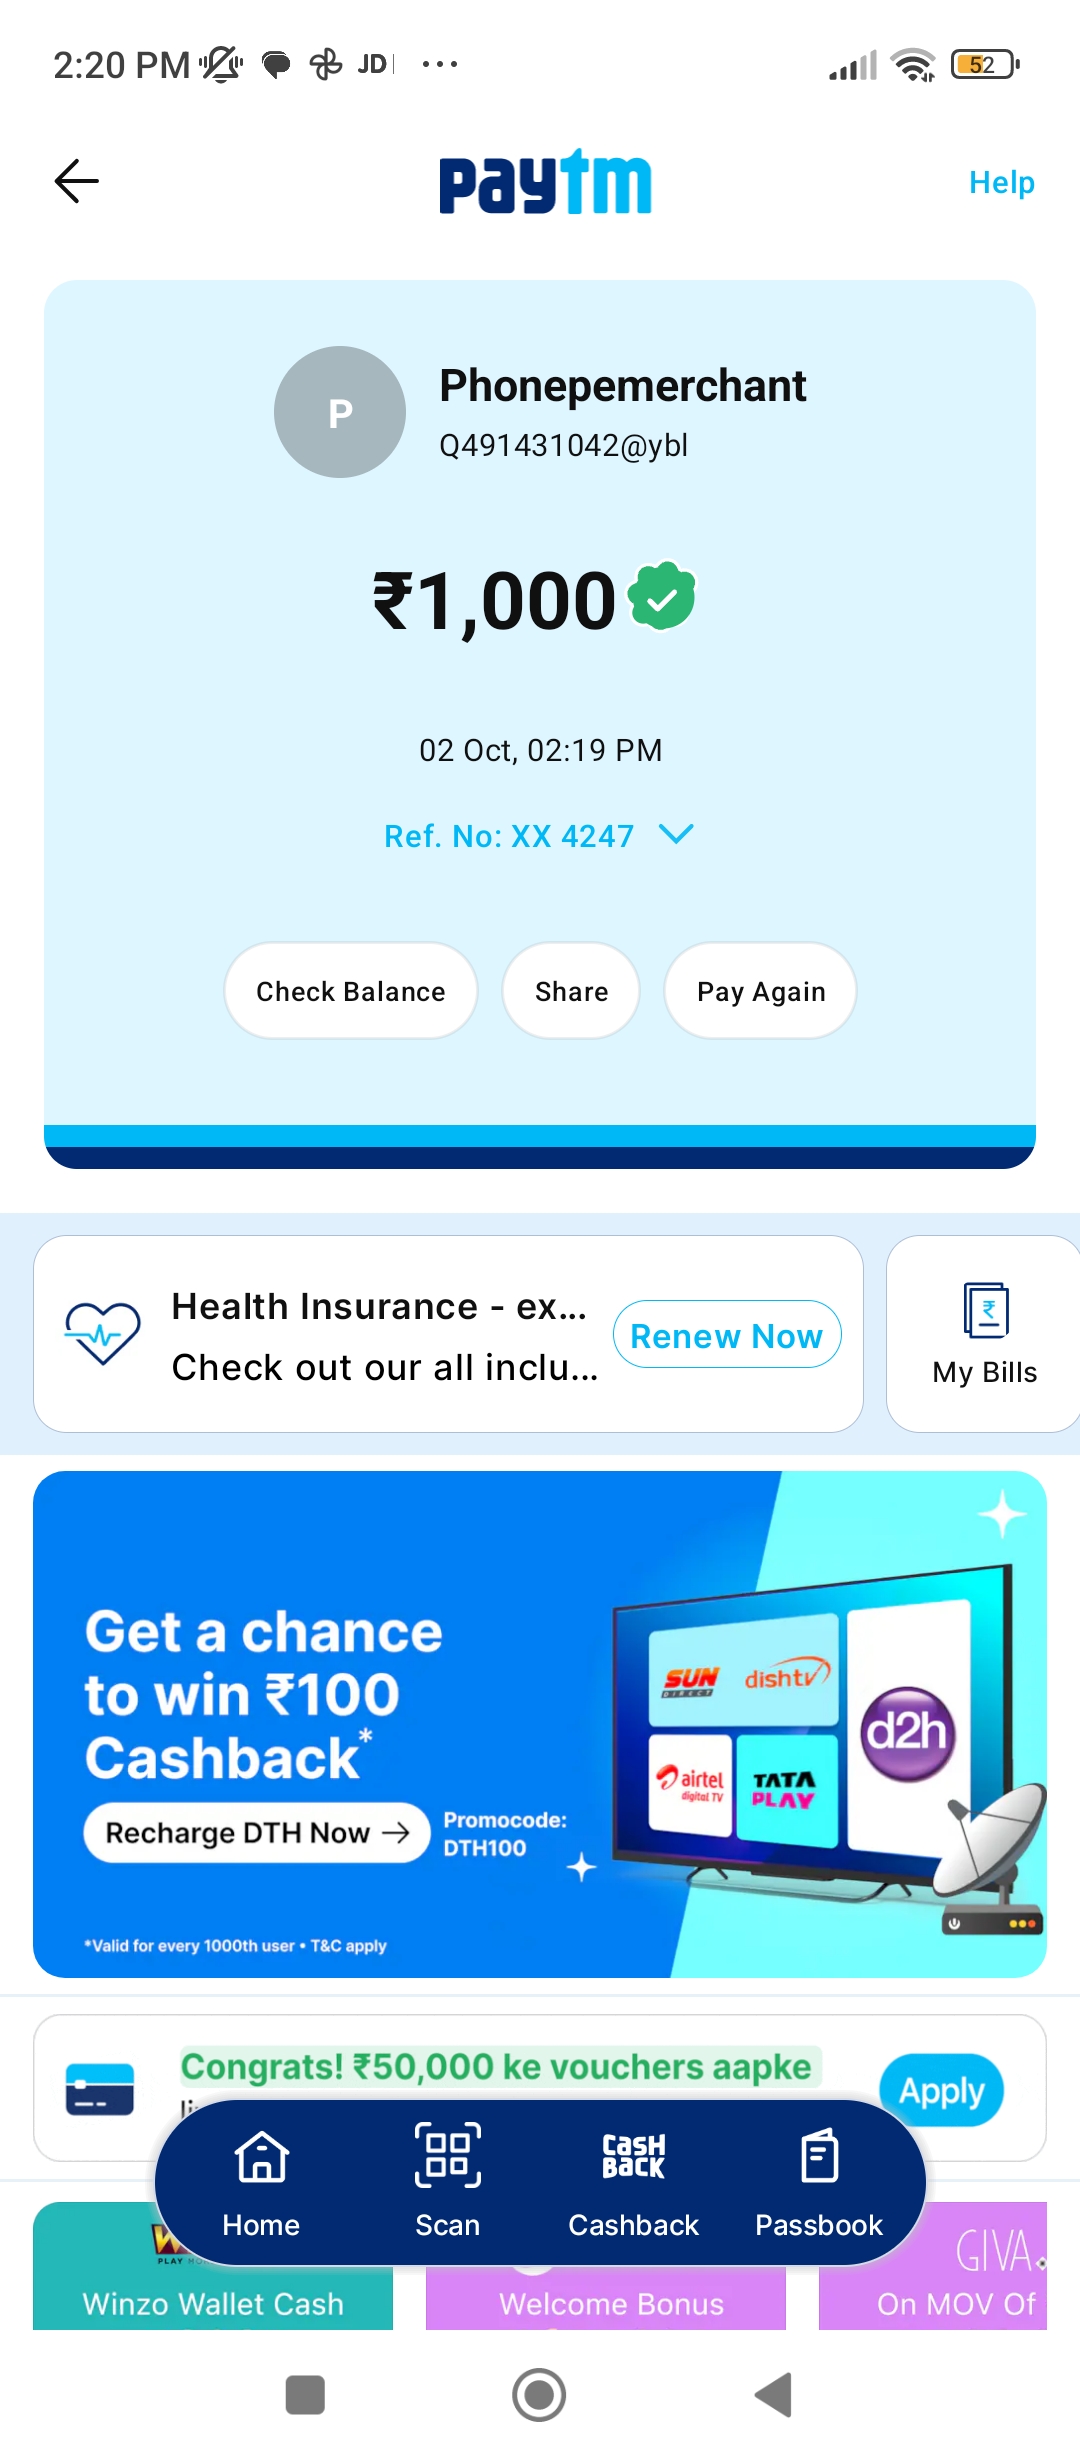 2:20 PM JD
52
paytm
Help
P
Phonepemerchant
Q491431042@ybl
₹1,000
02 Oct, 02:19 PM
Ref. No: XX 4247
Check Balance
Share
Pay Again
Health Insurance - ex...
Check out our all inclu...
Renew Now
My Bills
Get a chance
to win ₹100
Cashback*
Recharge DTH Now →
Promocode:
DTH100
*Valid for every 1000th user • T&C apply
SUN
DIRECT
dishtv
airtel
digital TV
TATA
PLAY
d2h
Congrats! ₹50,000 ke vouchers aapke
Apply
CASH
BACK
Home
Scan
Cashback
Passbook
PLAY
GIVA
Winzo Wallet Cash
Welcome Bonus
On MOV Of